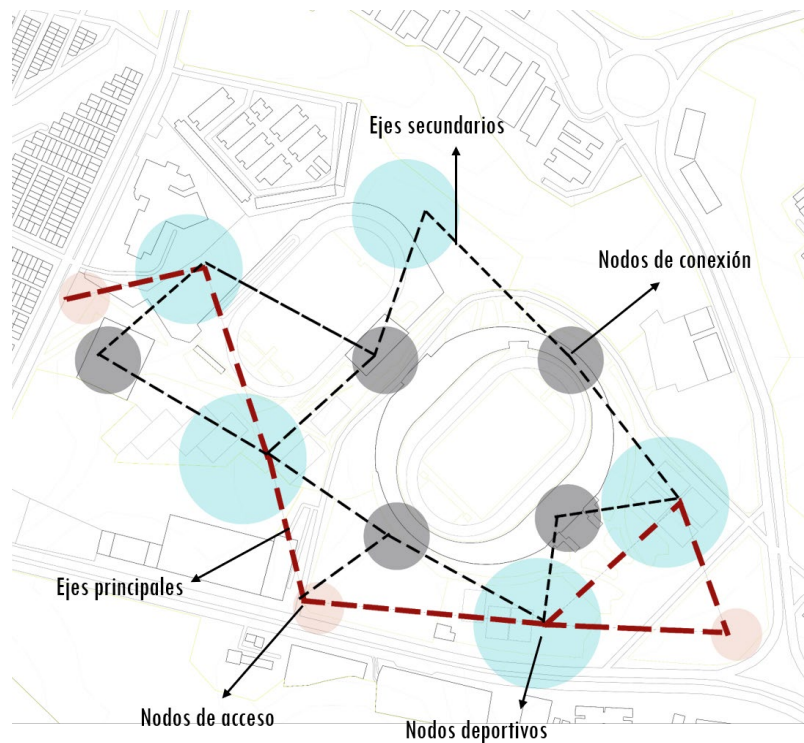 Ejes secundarios
Nodos de conexión
Ejes principales
Nodos de acceso
Nodos deportivos